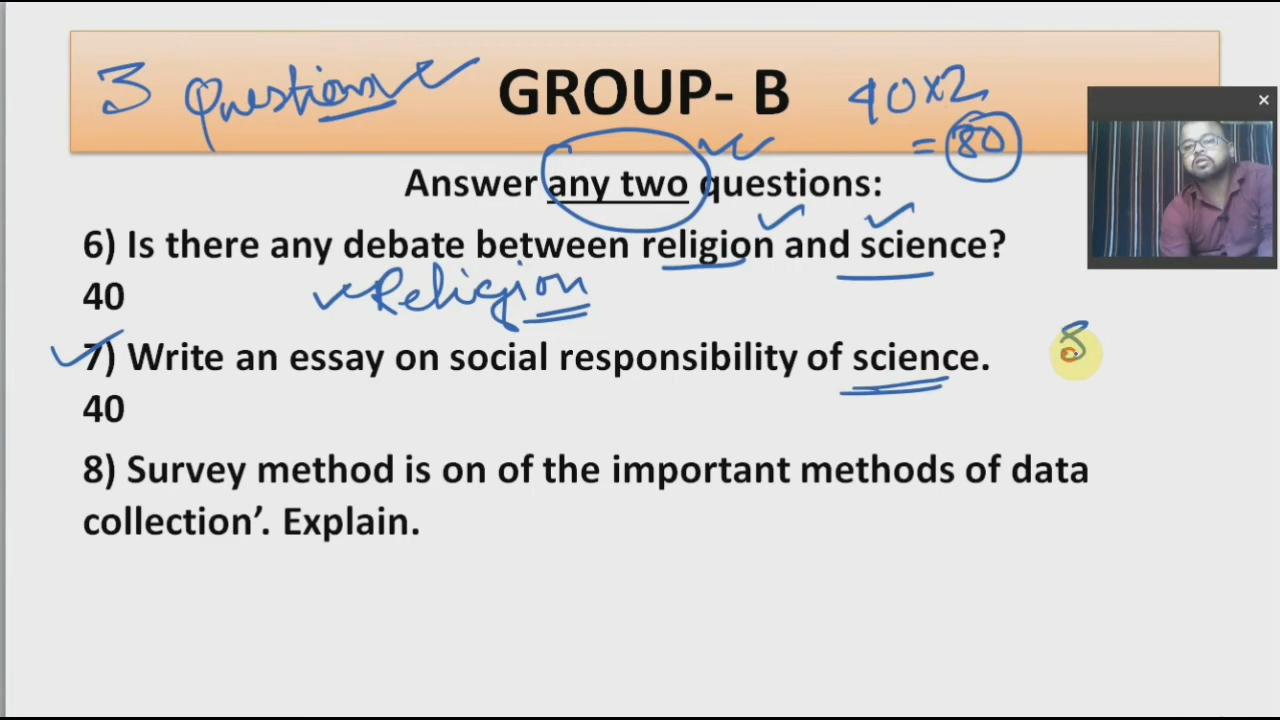 3 Questions GROUP- B 40×2
= 80
Answer any two questions:
6) Is there any debate between religion and science?
40
Religion
7) Write an essay on social responsibility of science.
8
40
8) Survey method is on of the important methods of data
collection’. Explain.